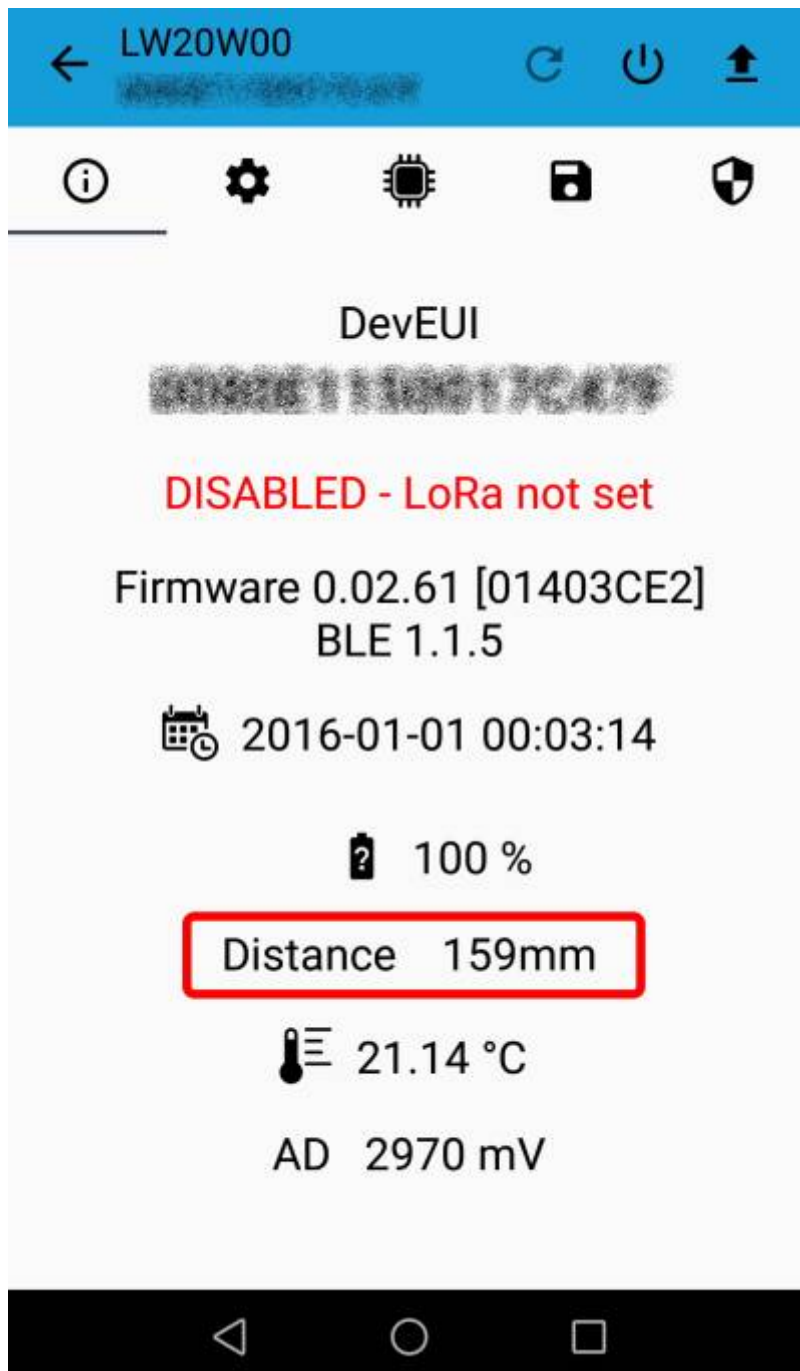 LW20W00
DevEUI
DISABLED - LoRa not set
Firmware 0.02.61 [01403CE2]
BLE 1.1.5
2016-01-01 00:03:14
100 %
Distance 159mm
21.14 °C
AD 2970 mV